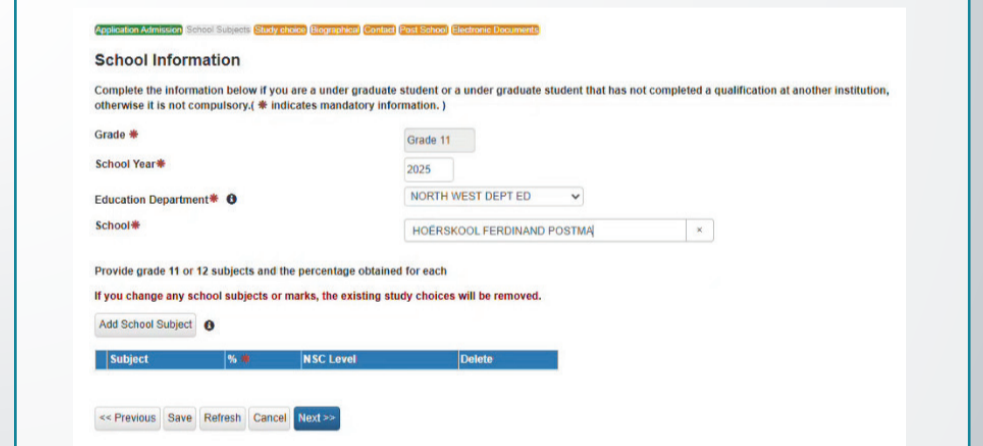 Application Admission School Subjects Study choice Biographical Contact Post School Electronic Documents
School Information
Complete the information below if you are a under graduate student or a under graduate student that has not completed a qualification at another institution,
otherwise it is not compulsory.( * indicates mandatory information. )
Grade *
Grade 11
School Year*
2025
Education Department*
NORTH WEST DEPT ED
School*
HOËRSKOOL FERDINAND POSTMA
×
Provide grade 11 or 12 subjects and the percentage obtained for each
If you change any school subjects or marks, the existing study choices will be removed.
Add School Subject
Subject % * NSC Level Delete
<< Previous Save Refresh Cancel Next >>